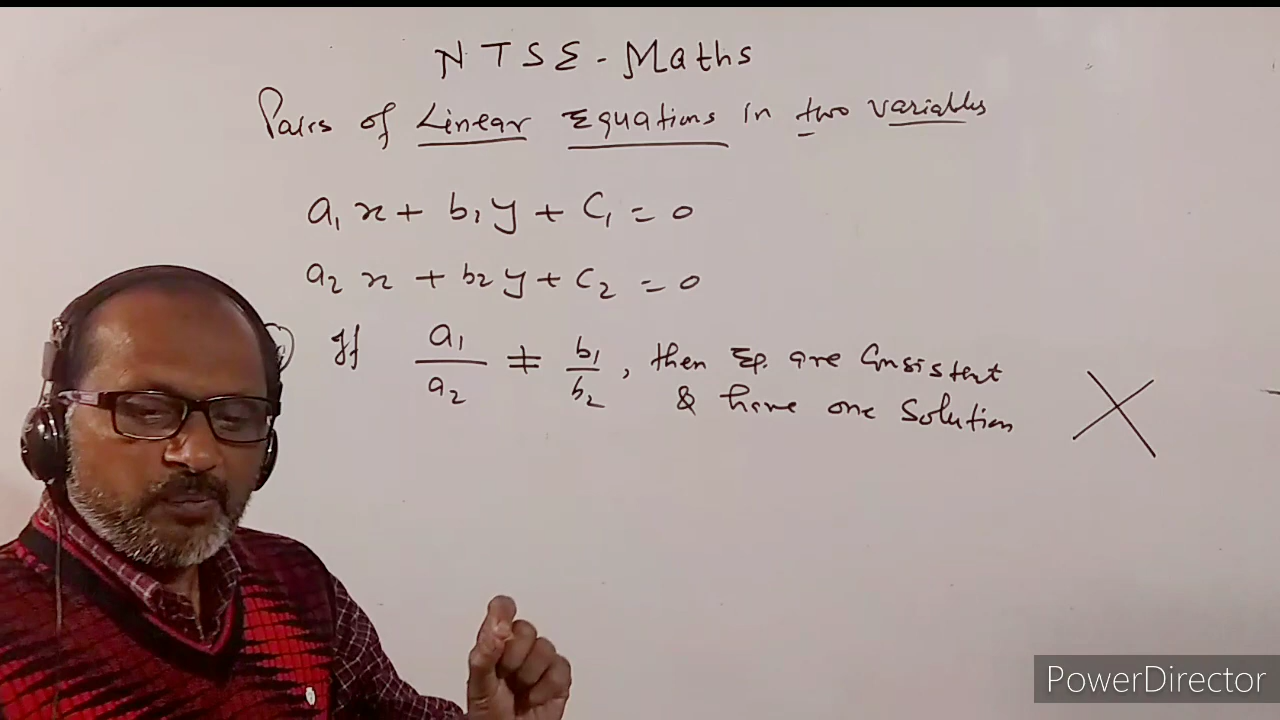 NTSE - Maths
Pairs of Linear Equations in two variables
a₁x + b₁y + C₁ = 0
a₂x + b₂y + C₂ = 0
If a₁/a₂ ≠ b₁/b₂, then Eq. are Consistent
& have one Solution
PowerDirector